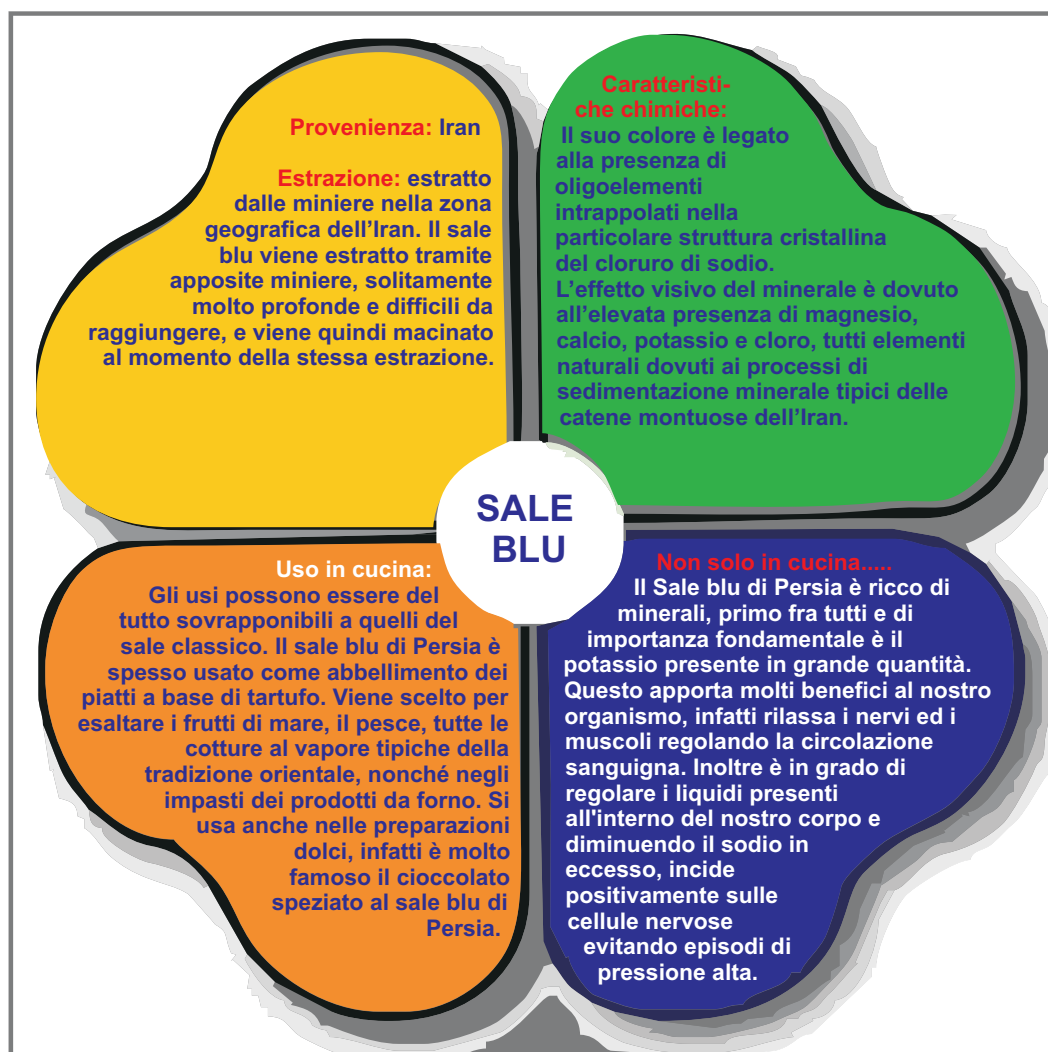 Provenienza: Iran
Estrazione: estratto
dalle miniere nella zona
geografica dell’Iran. Il sale
blu viene estratto tramite
apposite miniere, solitamente
molto profonde e difficili da
raggiungere, e viene quindi macinato
al momento della stessa estrazione.
Caratteristi-
che chimiche:
Il suo colore è legato
alla presenza di
oligoelementi
intrappolati nella
particolare struttura cristallina
del cloruro di sodio.
L’effetto visivo del minerale è dovuto
all’elevata presenza di magnesio,
calcio, potassio e cloro, tutti elementi
naturali dovuti ai processi di
sedimentazione minerale tipici delle
catene montuose dell’Iran.
SALE
BLU
Uso in cucina:
Gli usi possono essere del
tutto sovrapponibili a quelli del
sale classico. Il sale blu di Persia è
spesso usato come abbellimento dei
piatti a base di tartufo. Viene scelto per
esaltare i frutti di mare, il pesce, tutte le
cotture al vapore tipiche della
tradizione orientale, nonché negli
impasti dei prodotti da forno. Si
usa anche nelle preparazioni
dolci, infatti è molto
famoso il cioccolato
speziato al sale blu di
Persia.
Non solo in cucina.....
Il Sale blu di Persia è ricco di
minerali, primo fra tutti e di
importanza fondamentale è il
potassio presente in grande quantità.
Questo apporta molti benefici al nostro
organismo, infatti rilassa i nervi ed i
muscoli regolando la circolazione
sanguigna. Inoltre è in grado di
regolare i liquidi presenti
all'interno del nostro corpo e
diminuendo il sodio in
eccesso, incide
positivamente sulle
cellule nervose
evitando episodi di
pressione alta.